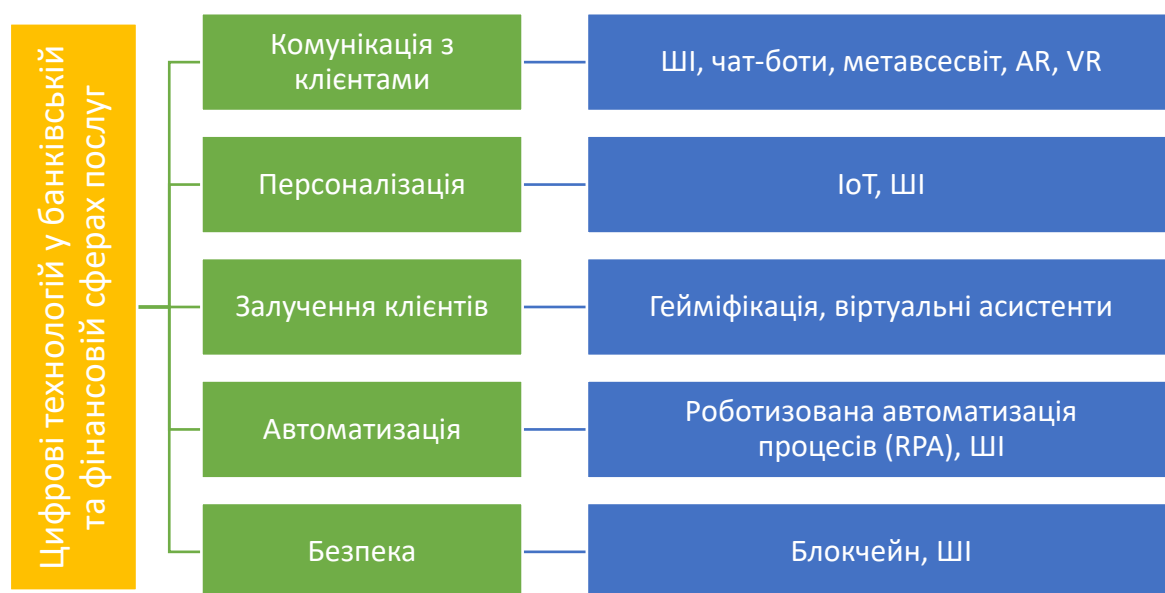 Цифрові технологій у банківській
та фінансовій сферах послуг
Комунікація з
клієнтами
ШІ, чат-боти, метавсесвіт, AR, VR
Персоналізація
IoT, ШІ
Залучення клієнтів
Гейміфікація, віртуальні асистенти
Автоматизація
Роботизована автоматизація
процесів (RPA), ШІ
Безпека
Блокчейн, ШІ